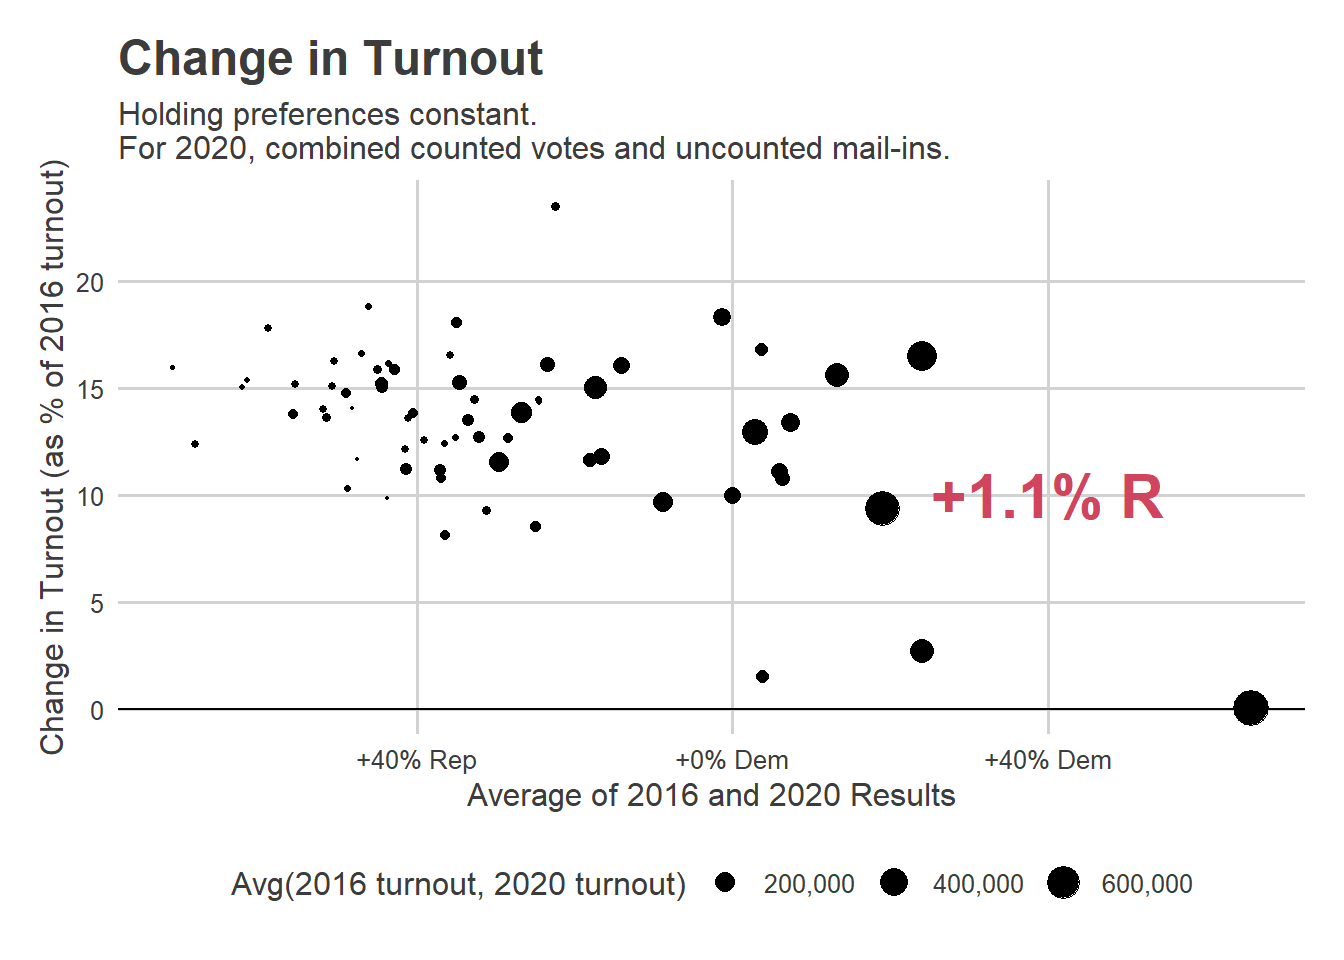 Change in Turnout
Holding preferences constant.
For 2020, combined counted votes and uncounted mail-ins.
Change in Turnout (as % of 2016 turnout)
20
15
10
5
0
+1.1% R
+40% Rep
+0% Dem
+40% Dem
Average of 2016 and 2020 Results
Avg(2016 turnout, 2020 turnout)
200,000
400,000
600,000